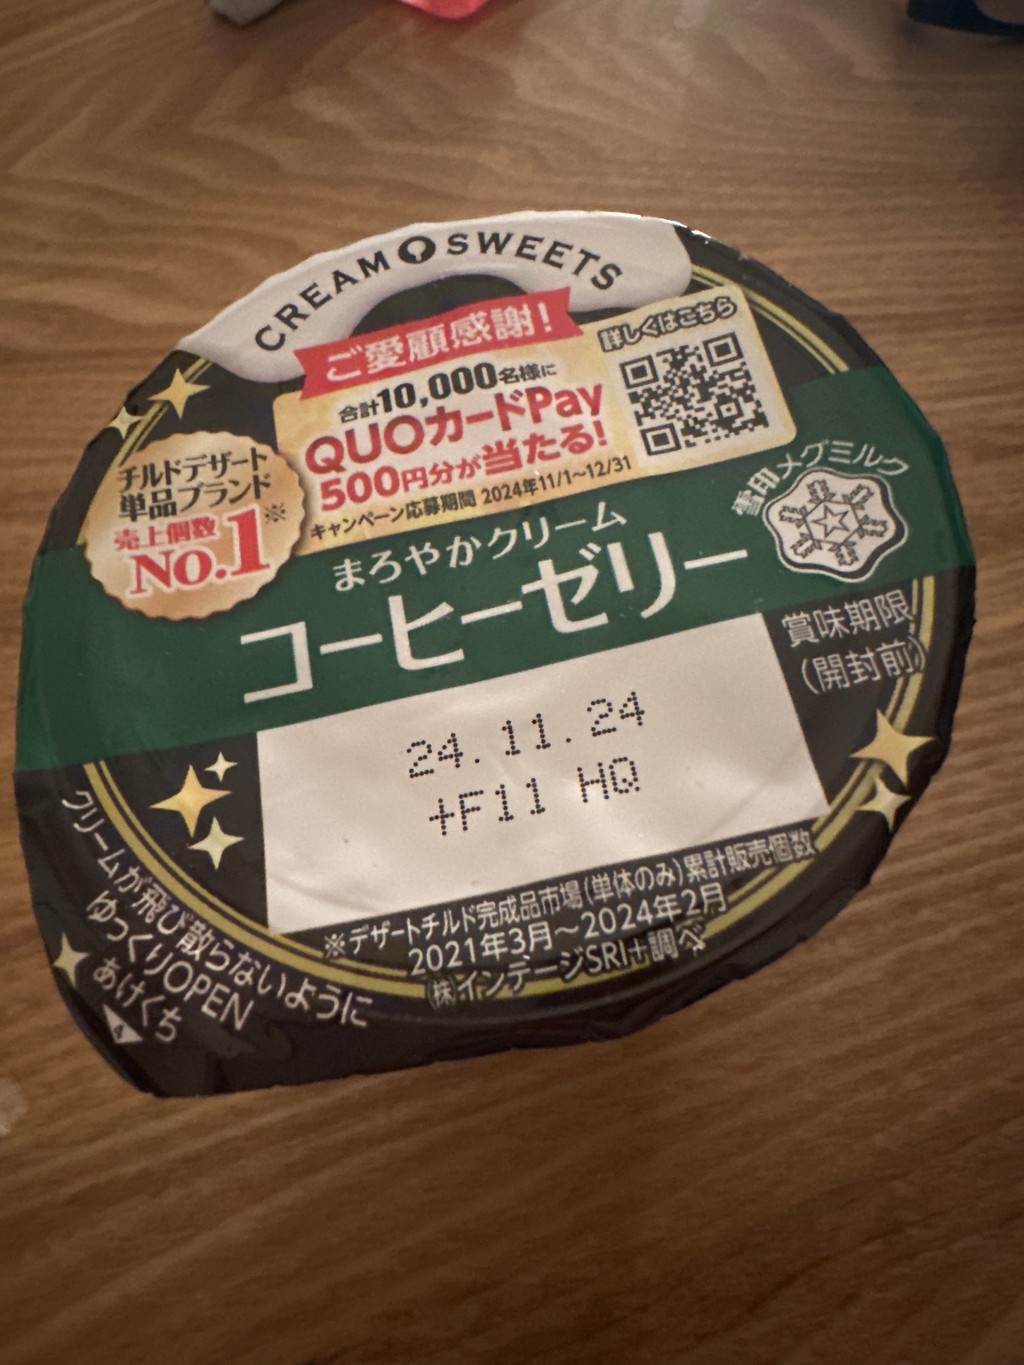 CREAM SWEETS
ご愛顧感謝!
合計10,000名様に
QUOカードPay
500円分が当たる!
キャンペーン応募期間 2024年11/1~12/31
詳しくはこちら
チルドデザート
単品ブランド
売上個数※
No.1
雪印メグミルク
まろやかクリーム
コーヒーゼリー
賞味期限
(開封前)
24.11.24
+F11 HQ
※デザートチルド完成品市場(単体のみ)累計販売個数
2021年3月~2024年2月
(株)インテージSRI+調べ
クリームが飛び散らないように
ゆっくりOPEN
あけくち